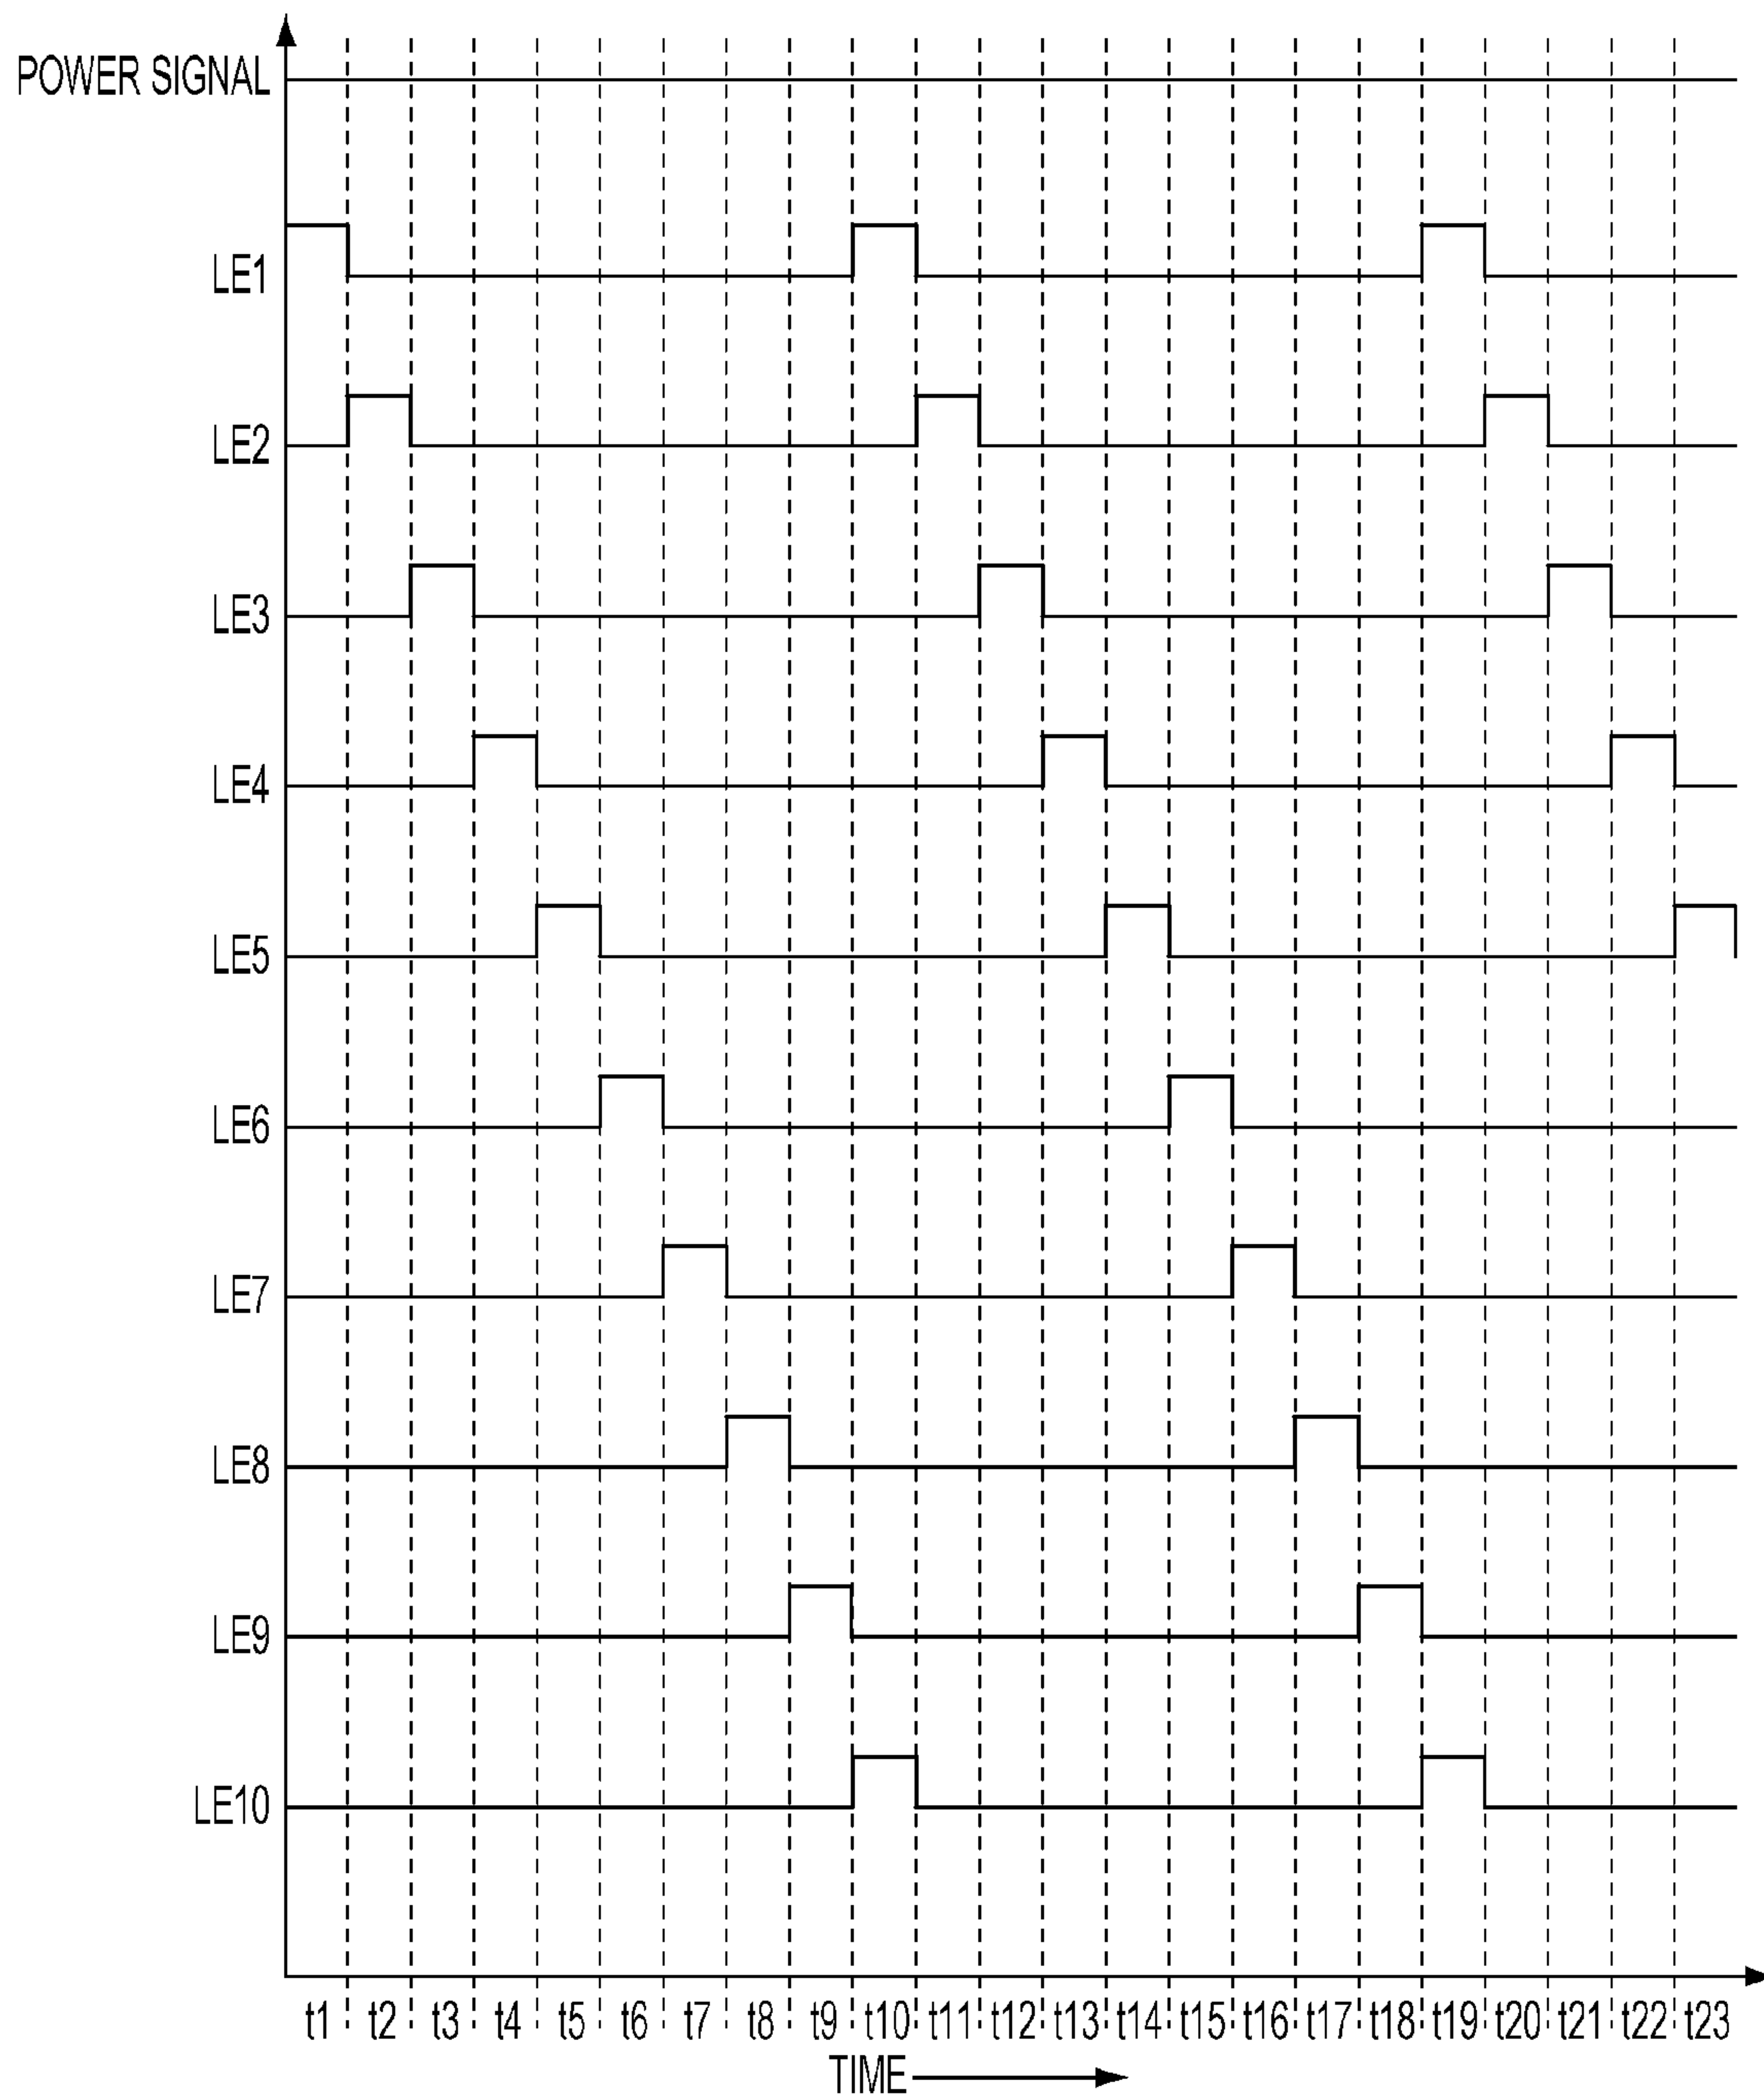 POWER SIGNAL
LE1
LE2
LE3
LE4
LE5
LE6
LE7
LE8
LE9
LE10
t1 t2 t3 t4 t5 t6 t7 t8 t9 t10 t11 t12 t13 t14 t15 t16 t17 t18 t19 t20 t21 t22 t23
TIME